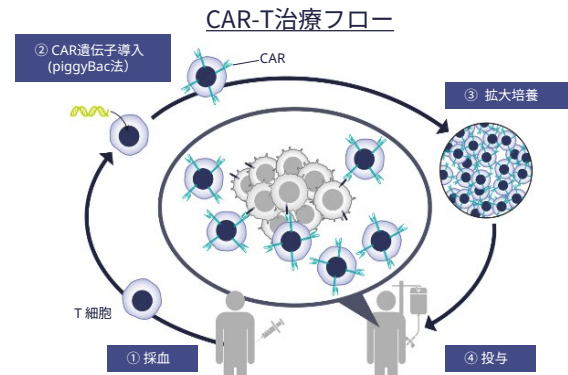 CAR-T治療フロー
② CAR遺伝子導入
(piggyBac法)
CAR
③ 拡大培養
T 細胞
① 採血
④ 投与